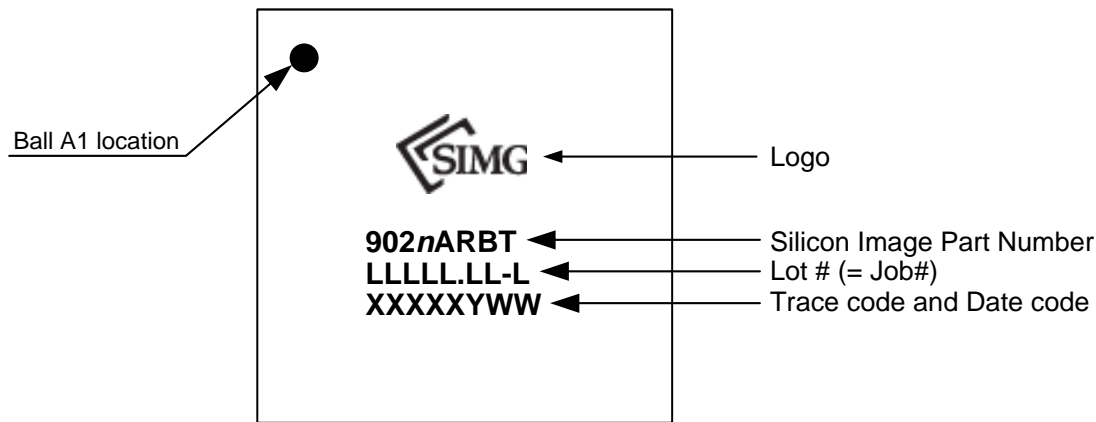 Ball A1 location
SIMG
Logo
902nARBT
Silicon Image Part Number
LLLLL.LL-L
Lot # (= Job#)
XXXXXYWW
Trace code and Date code